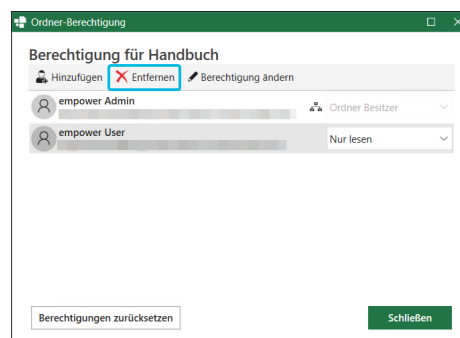 Ordner-Berechtigung
Berechtigung für Handbuch
Hinzufügen Entfernen Berechtigung ändern
empower Admin
Ordner Besitzer
empower User
Nur lesen
Berechtigungen zurücksetzen Schließen